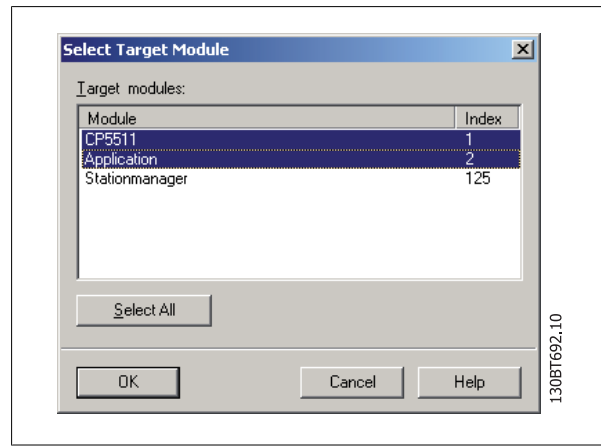 Select Target Module
Target modules:
Module Index
CP5511 1
Application 2
Stationmanager 125
Select All
OK Cancel Help
130BT692.10